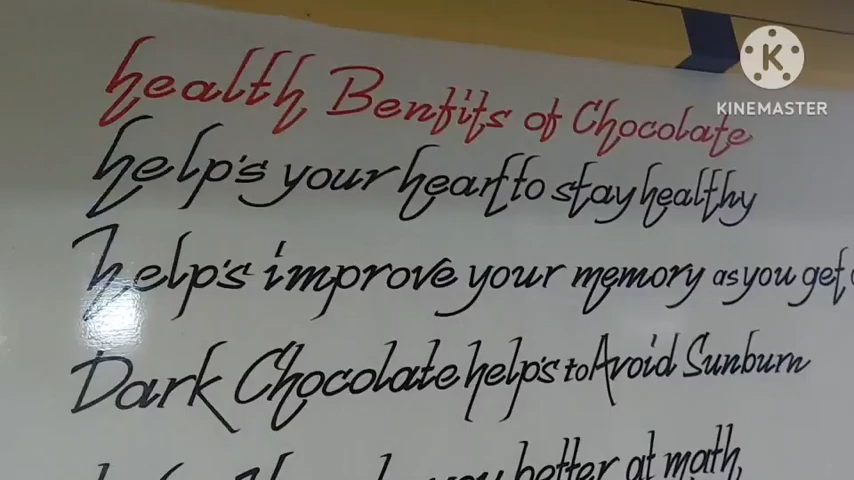 health Benfits of Chocolate
help's your heart to stay healthy
help's improve your memory as you get
Dark Chocolate help's to Avoid Sunburn
you better at math,
KINEMASTER